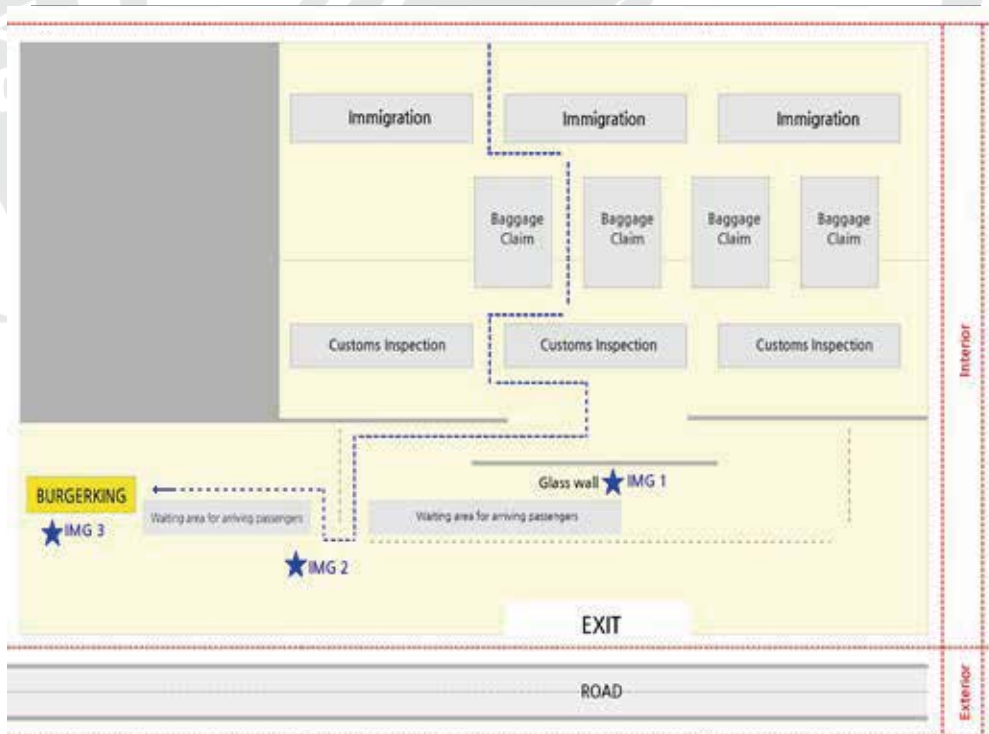 Immigration
Immigration
Immigration
Baggage
Claim
Baggage
Claim
Baggage
Claim
Baggage
Claim
Customs Inspection
Customs Inspection
Customs Inspection
Interior
Glass wall
IMG 1
BURGERKING
Waiting area for arriving passengers
Waiting area for arriving passengers
IMG 3
IMG 2
EXIT
ROAD
Exterior